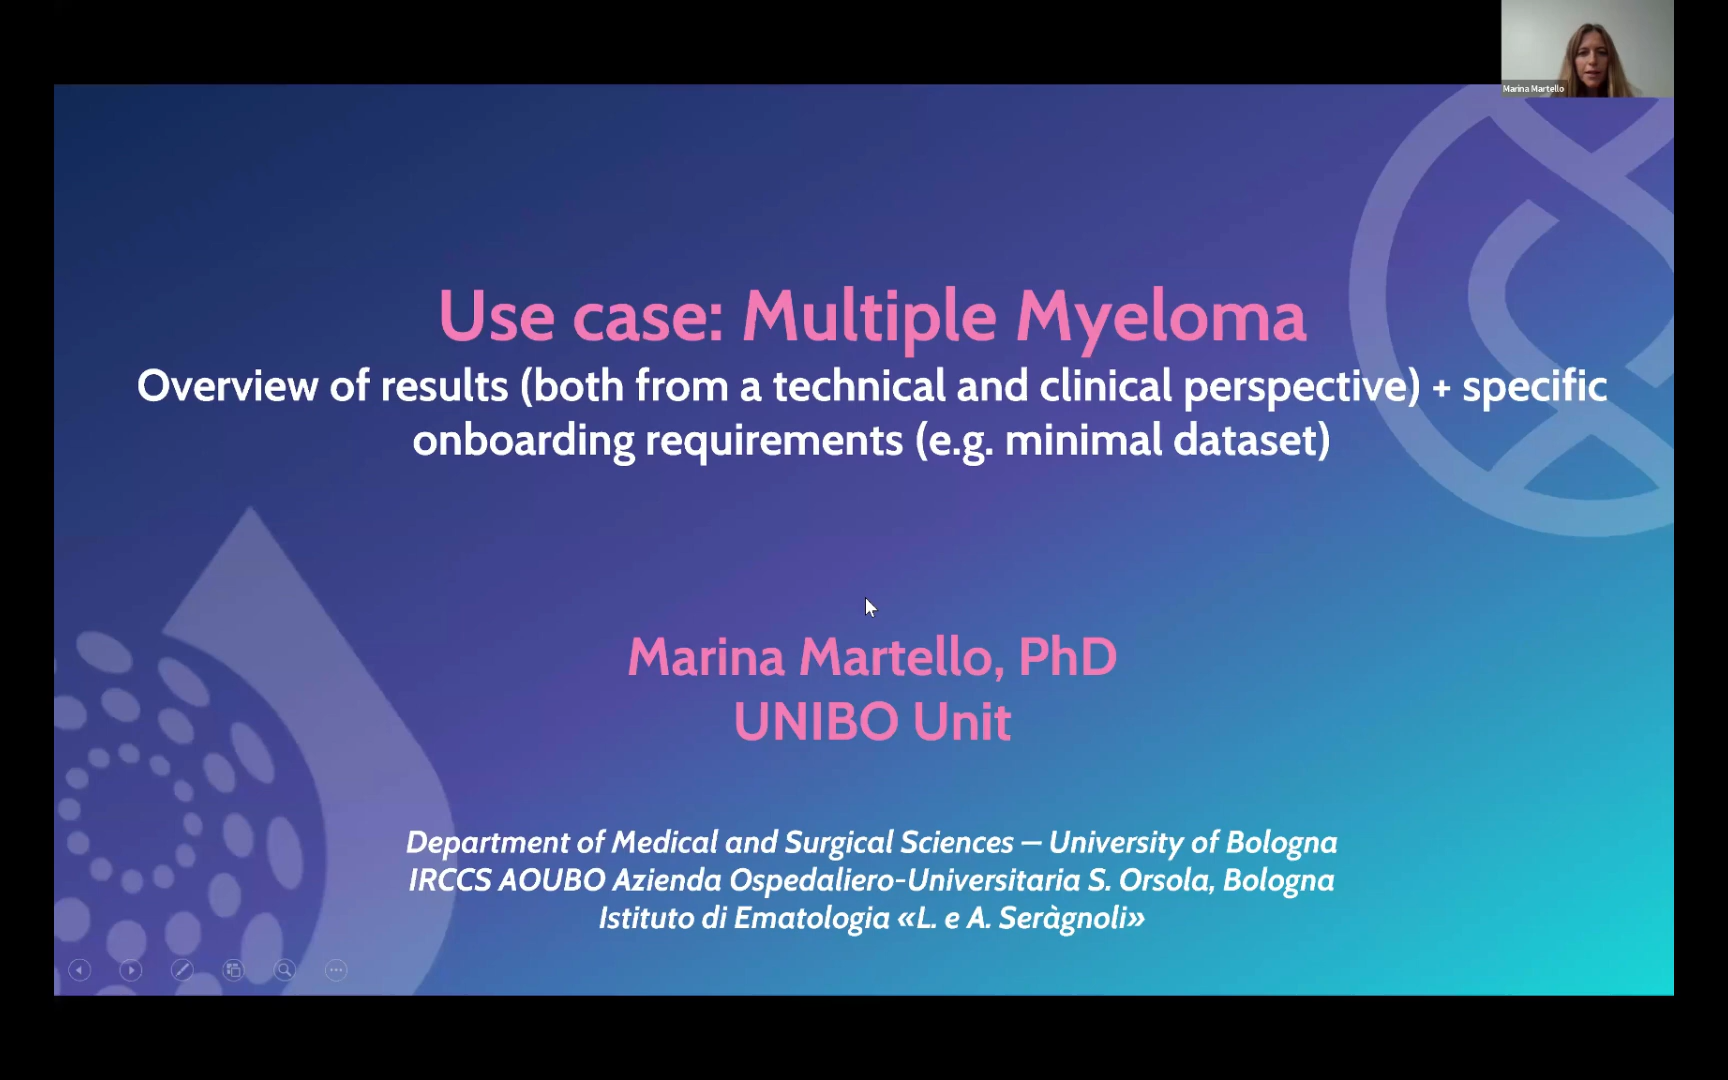 Marina Martello
Use case: Multiple Myeloma
Overview of results (both from a technical and clinical perspective) + specific
onboarding requirements (e.g. minimal dataset)
Marina Martello, PhD
UNIBO Unit
Department of Medical and Surgical Sciences – University of Bologna
IRCCS AOUBO Azienda Ospedaliero-Universitaria S. Orsola, Bologna
Istituto di Ematologia «L. e A. Seràgnoli»